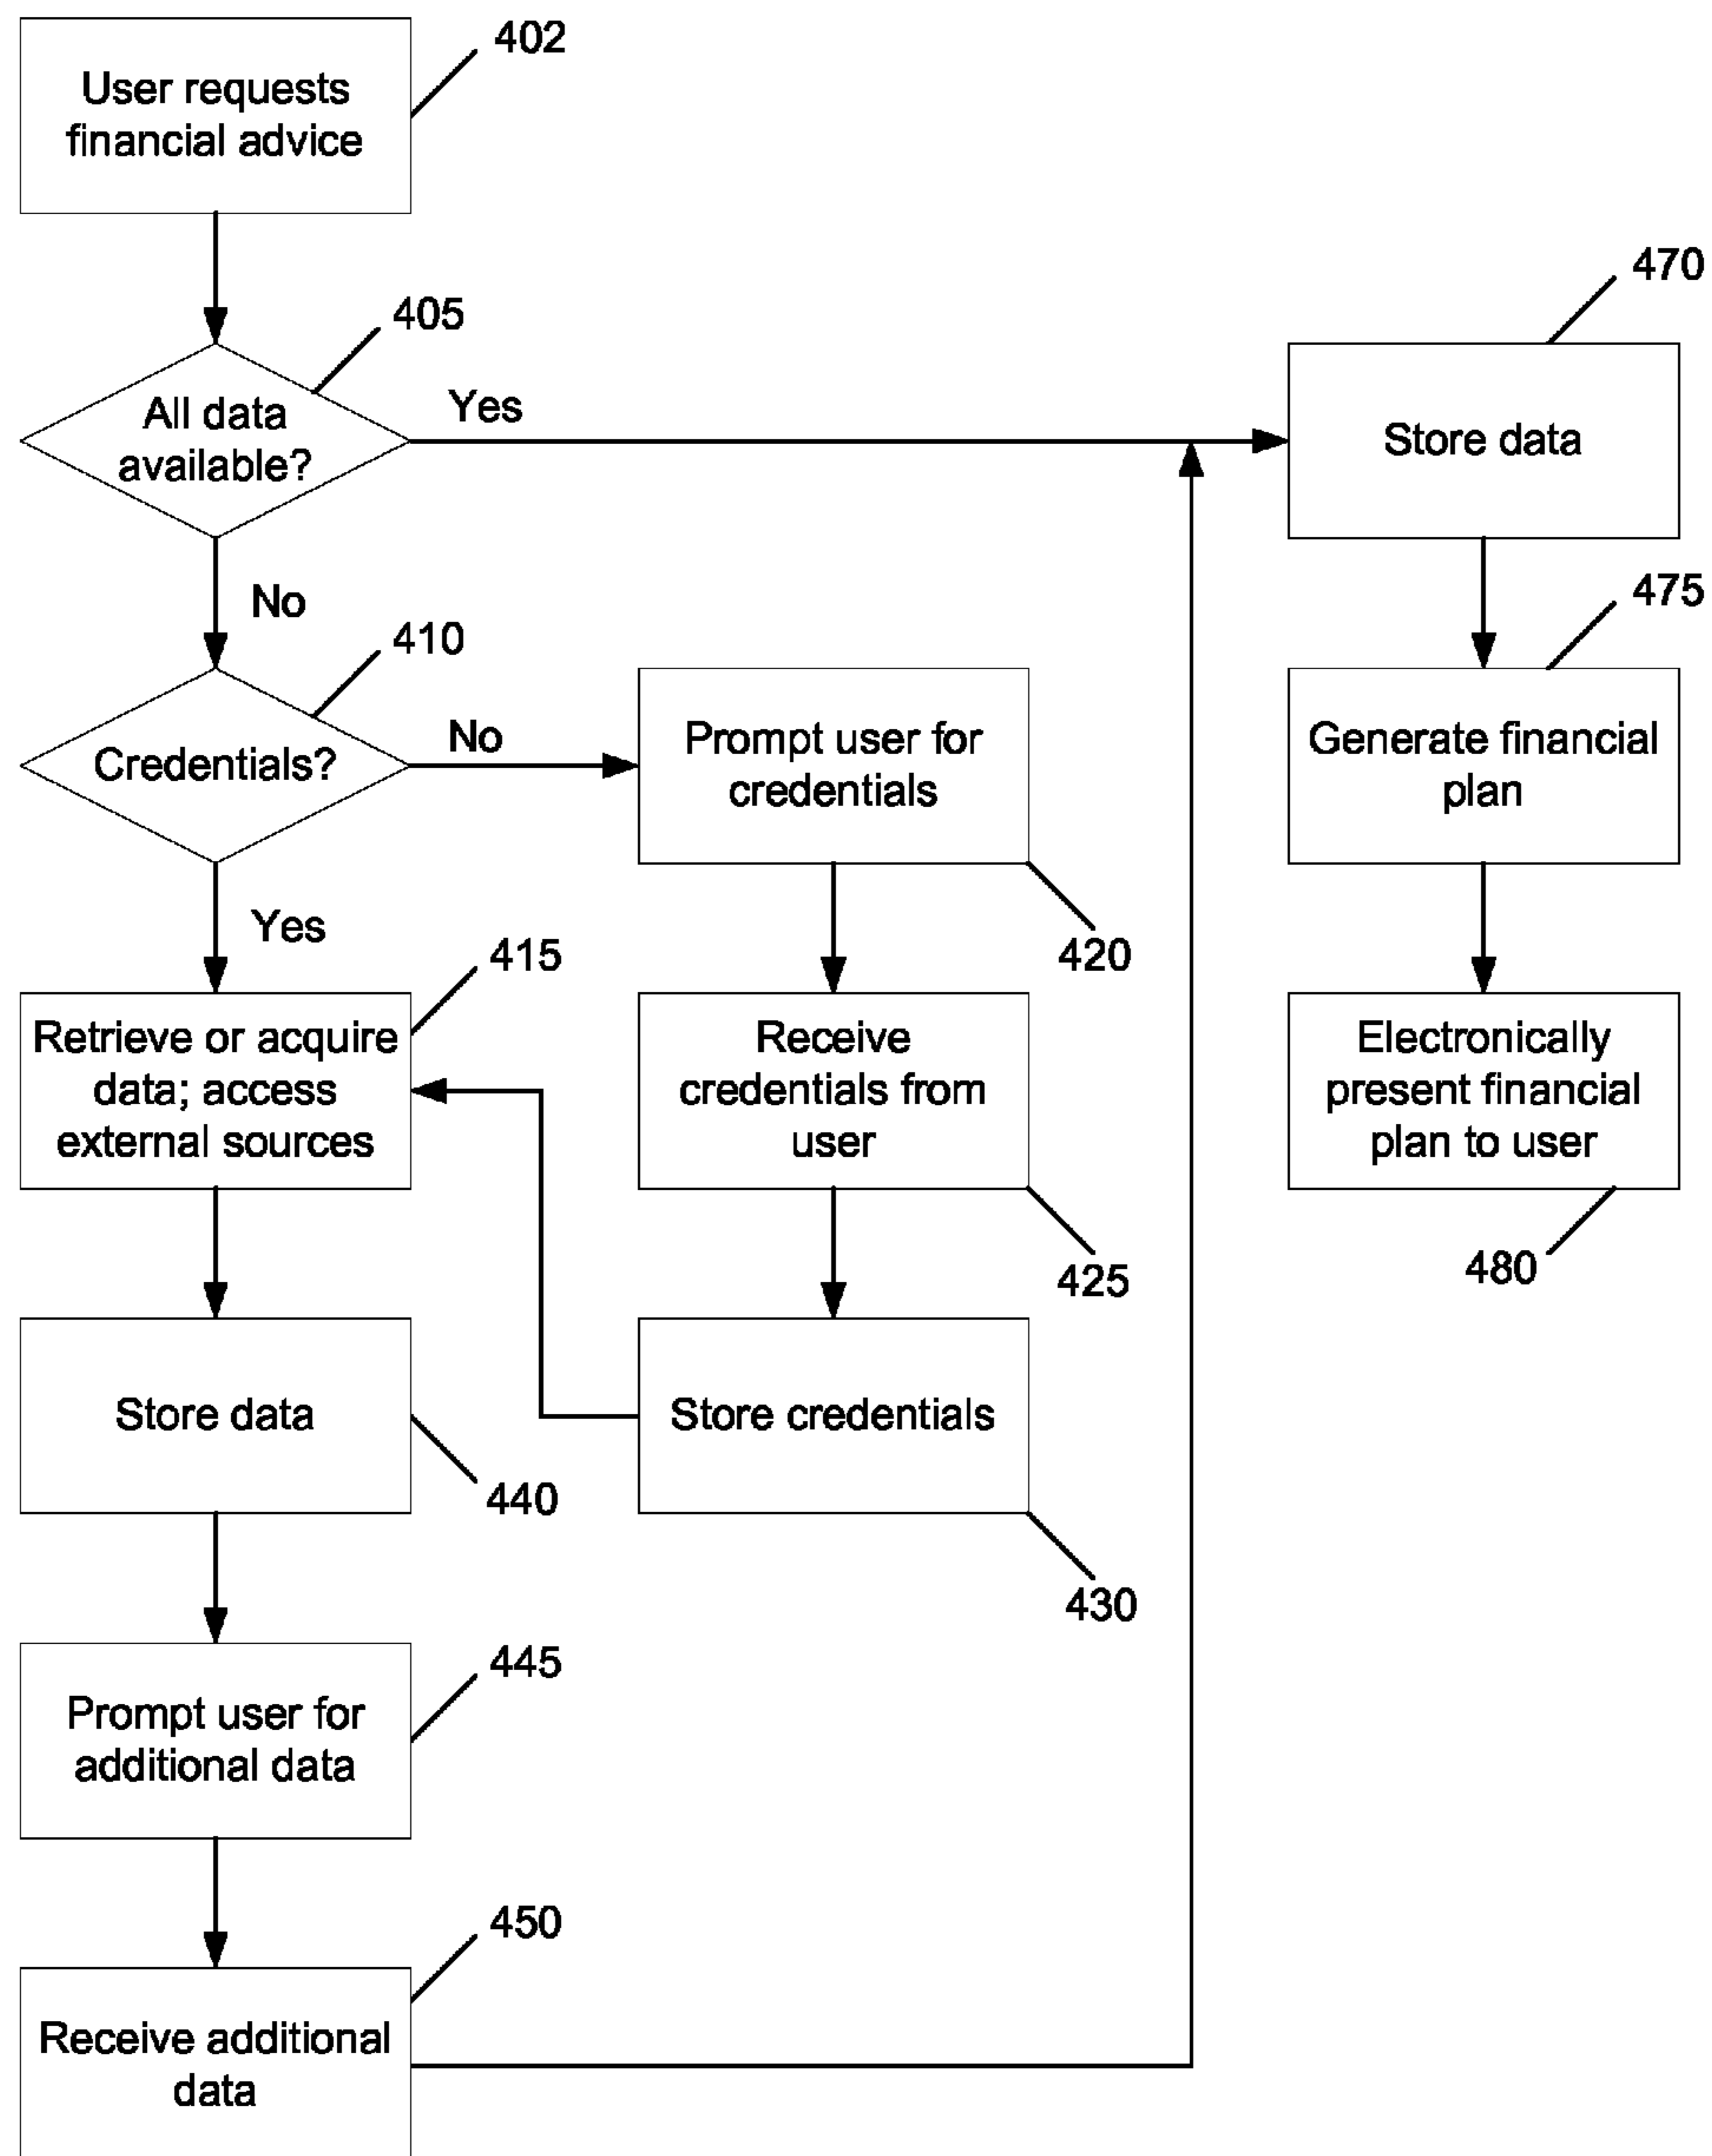 402
User requests
financial advice
405
All data
available?
Yes
No
410
Credentials?
No
Yes
Prompt user for
credentials
420
415
Retrieve or acquire
data; access
external sources
Receive
credentials from
user
425
Store data
440
Store credentials
430
445
Prompt user for
additional data
450
Receive additional
data
470
Store data
475
Generate financial
plan
Electronically
present financial
plan to user
480